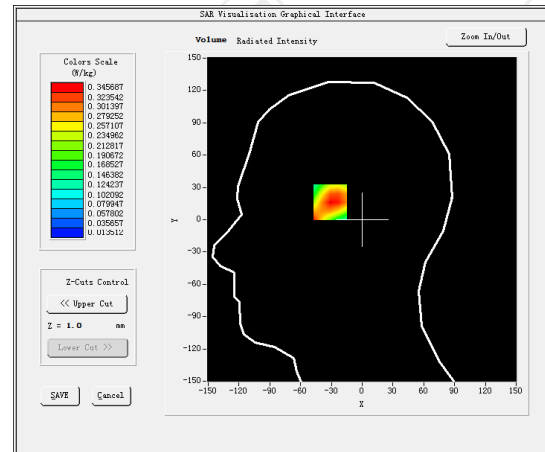 SAR Visualisation Graphical Interface
Volume Radiated Intensity
Zoom In/Out
Colors Scale
(W/kg)
0.345687
0.323542
0.301397
0.279252
0.257107
0.234962
0.212817
0.190672
0.168527
0.146382
0.124237
0.102092
0.079947
0.057802
0.035657
0.013512
Z-Cuts Control
<< Upper Cut
Z = 1.0 mm
Lower Cut >>
SAVE Cancel
150
120
90
60
30
0
-30
-60
-90
-120
-150
Y
-150 -120 -90 -60 -30 0 30 60 90 120 150
X